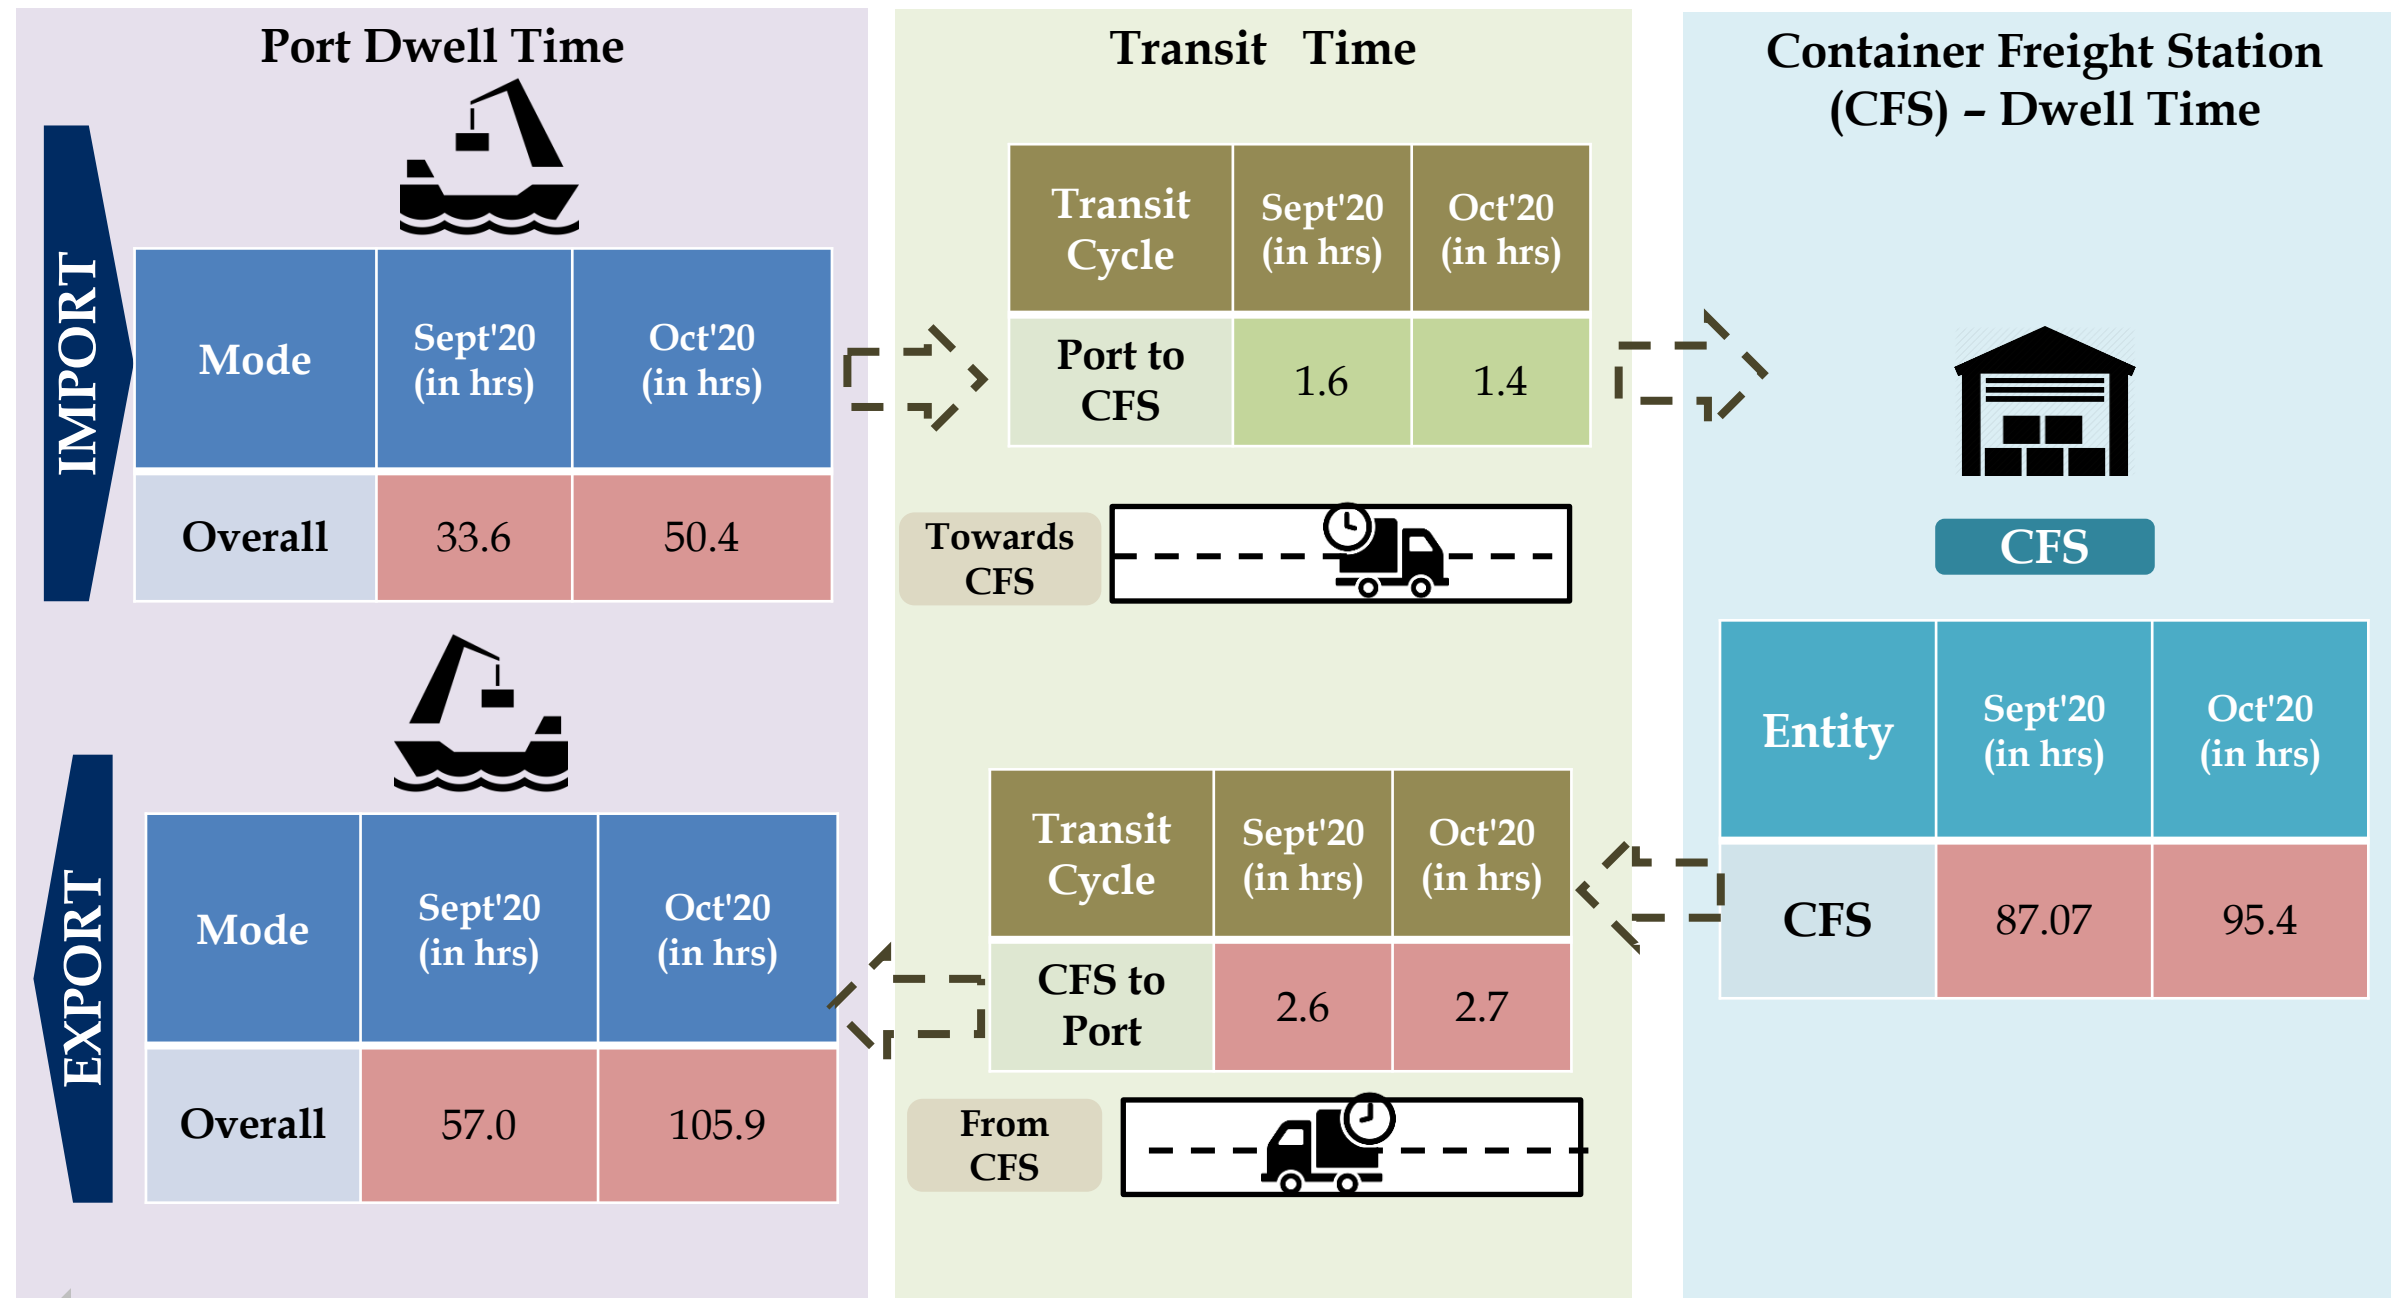 Port Dwell Time
IMPORT
Mode
Sept'20
(in hrs)
Oct'20
(in hrs)
Overall
33.6
50.4
EXPORT
Mode
Sept'20
(in hrs)
Oct'20
(in hrs)
Overall
57.0
105.9
Transit Time
Transit
Cycle
Sept'20
(in hrs)
Oct'20
(in hrs)
Port to
CFS
1.6
1.4
Towards
CFS
Transit
Cycle
Sept'20
(in hrs)
Oct'20
(in hrs)
CFS to
Port
2.6
2.7
From
CFS
Container Freight Station
(CFS) – Dwell Time
CFS
Entity
Sept'20
(in hrs)
Oct'20
(in hrs)
CFS
87.07
95.4